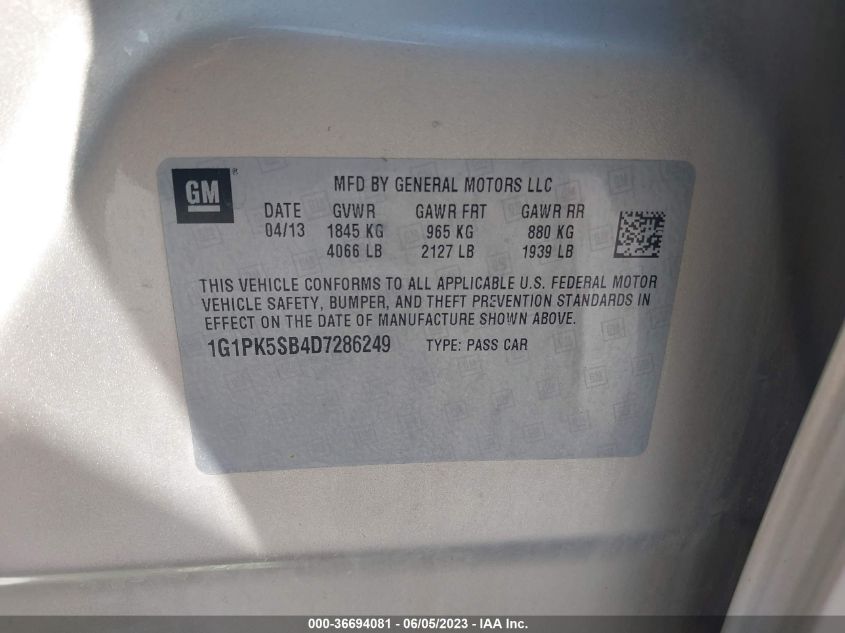 GM ®
MFD BY GENERAL MOTORS LLC
DATE GVWR GAWR FRT GAWR RR
04/13 1845 KG 965 KG 880 KG
4066 LB 2127 LB 1939 LB
THIS VEHICLE CONFORMS TO ALL APPLICABLE U.S. FEDERAL MOTOR
VEHICLE SAFETY, BUMPER, AND THEFT PREVENTION STANDARDS IN
EFFECT ON THE DATE OF MANUFACTURE SHOWN ABOVE.
1G1PK5SB4D7286249 TYPE: PASS CAR
000-36694081 - 06/05/2023 - IAA Inc.